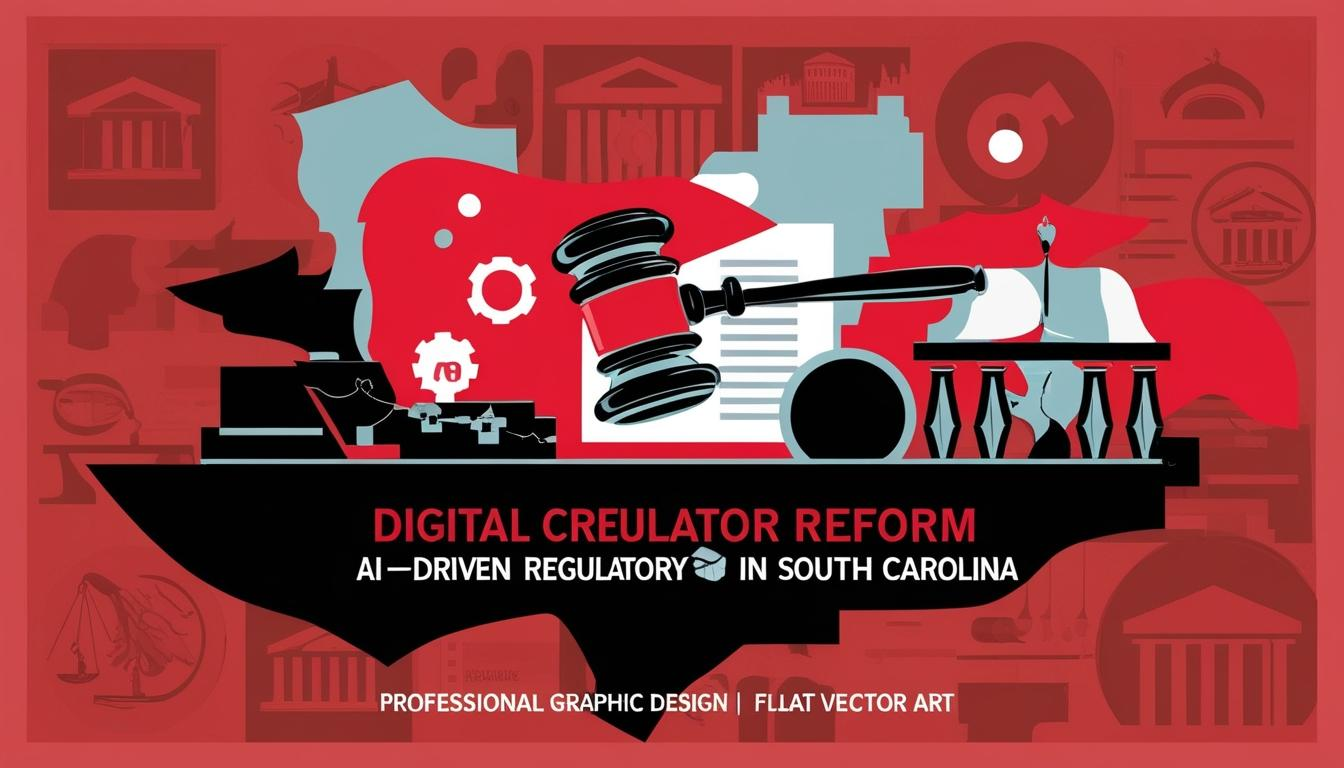 DIGITAL CREULATOR REFORM
AI—DRIVEN REGULATORY IN SOUTH CAROLINA
PROFESSIONAL GRAPHIC DESIGN | FLLAT VECTOR ART